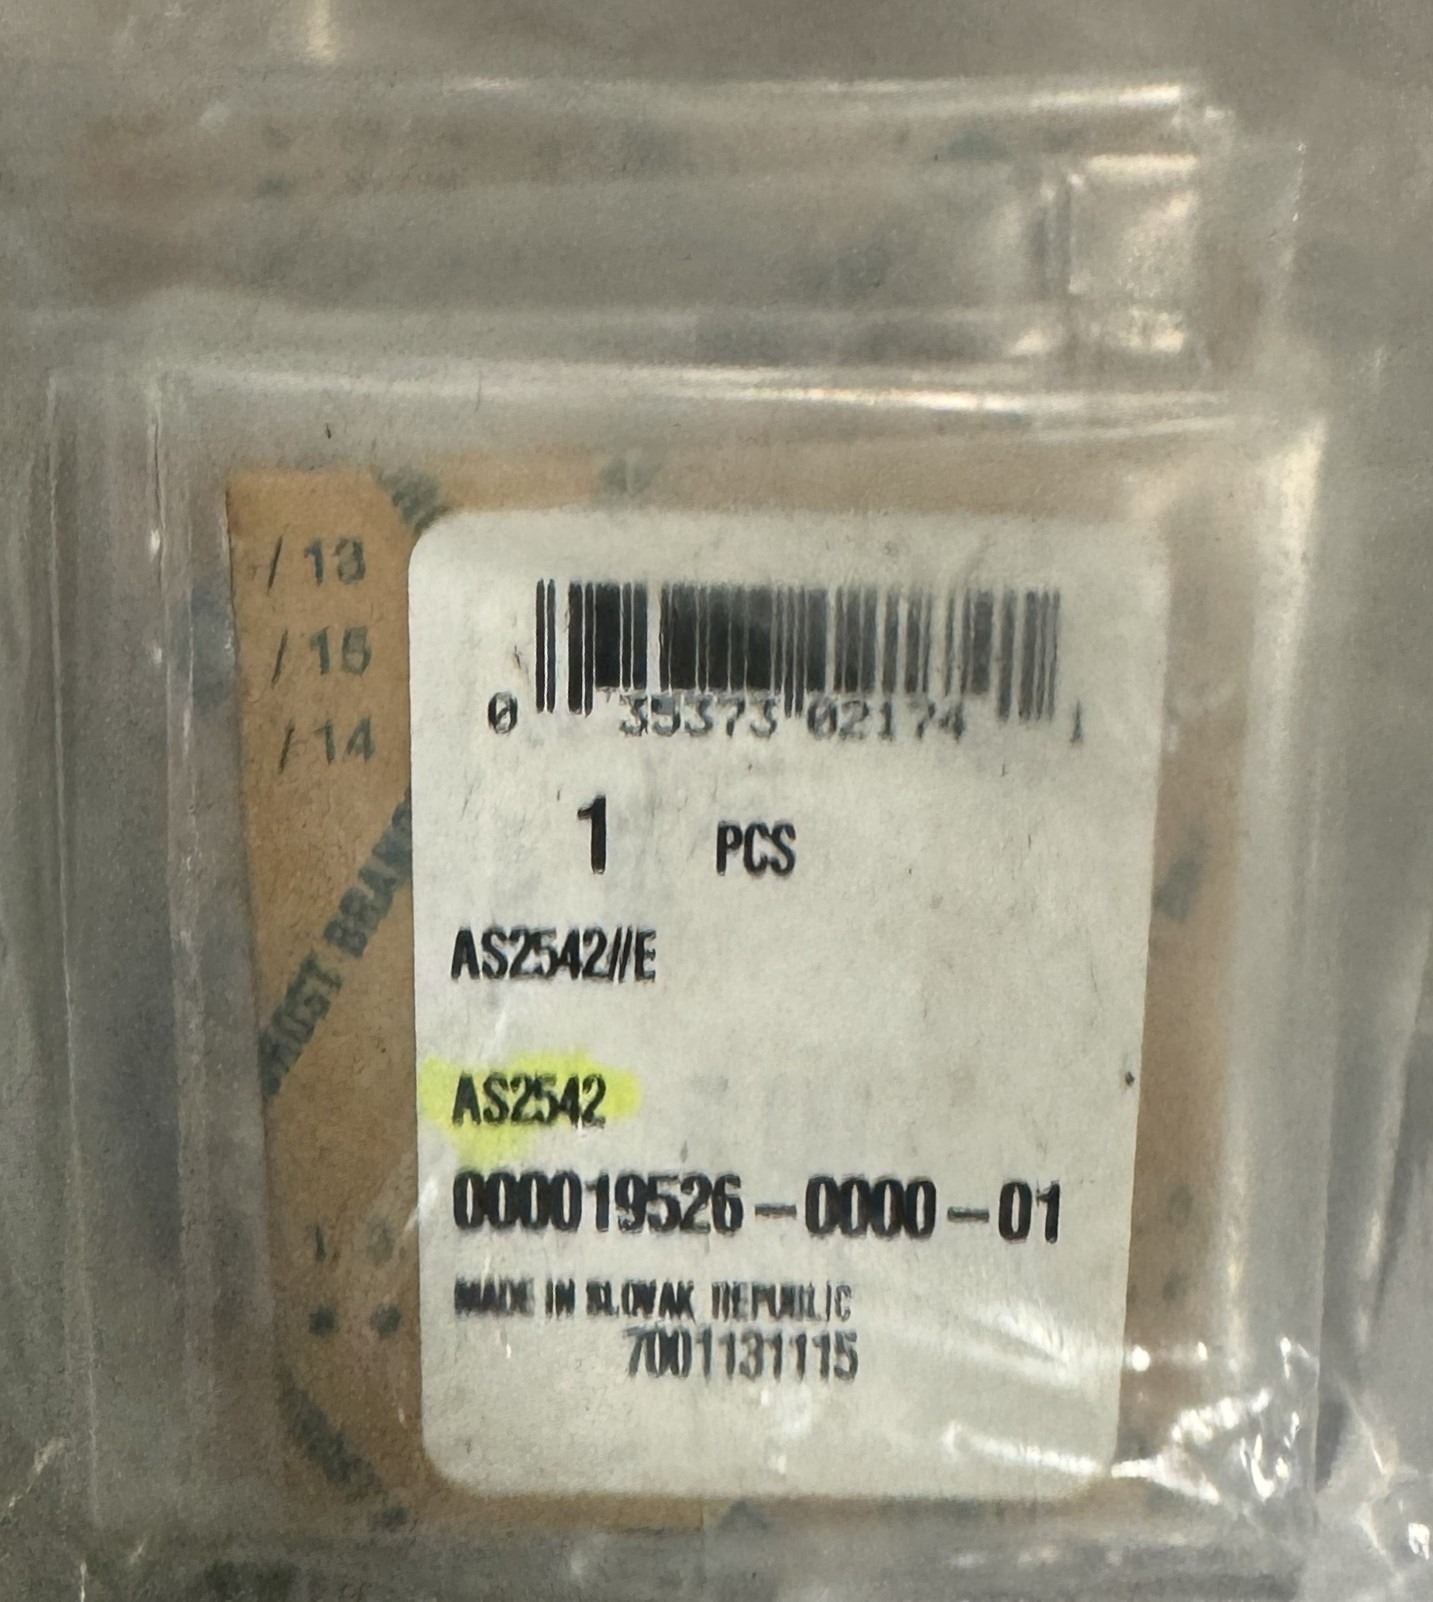 / 13
/ 15
/ 14
0 35373 02174 1
1 PCS
AS2542//E
AS2542
000019526-0000-01
MADE IN SLOVAK REPUBLIC
7001131115